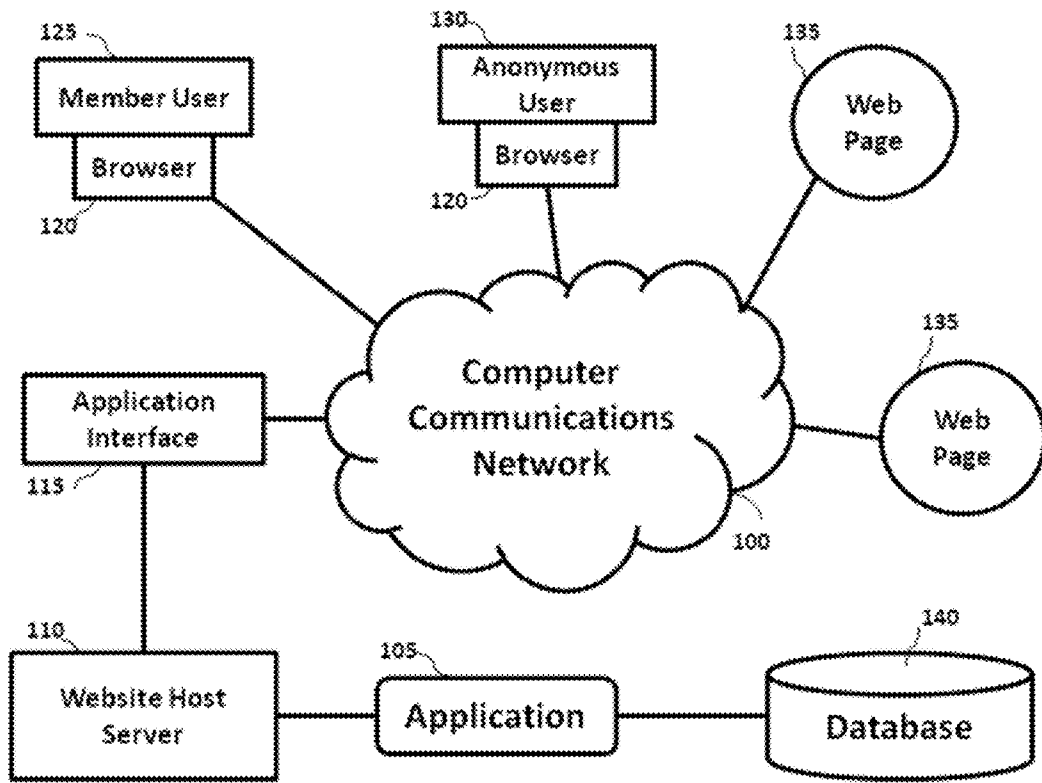 125
Member User
Browser
120
130
Anonymous
User
Browser
120
135
Web
Page
135
Web
Page
Computer
Communications
Network
100
Application
Interface
115
110
Website Host
Server
105
Application
140
Database